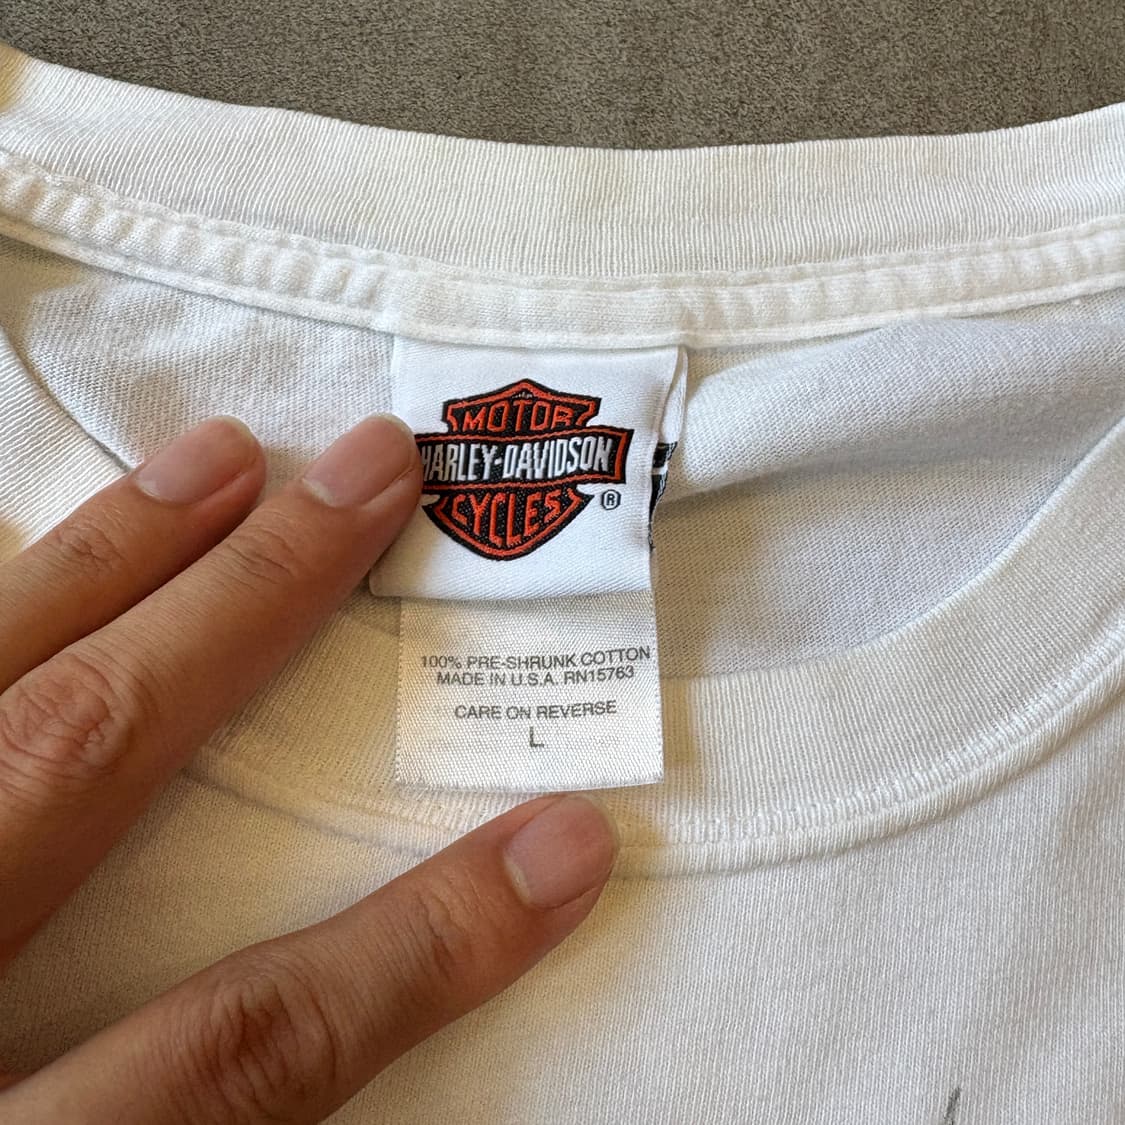 MOTOR
HARLEY-DAVIDSON
CYCLES
®
100% PRE-SHRUNK COTTON
MADE IN U.S.A. RN15763
CARE ON REVERSE
L